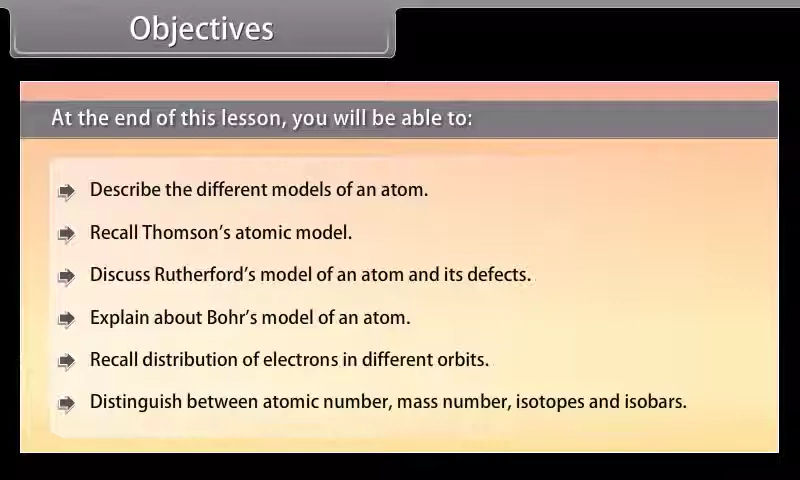 Objectives
At the end of this lesson, you will be able to:
Describe the different models of an atom.
Recall Thomson's atomic model.
Discuss Rutherford's model of an atom and its defects.
Explain about Bohr's model of an atom.
Recall distribution of electrons in different orbits.
Distinguish between atomic number, mass number, isotopes and isobars.